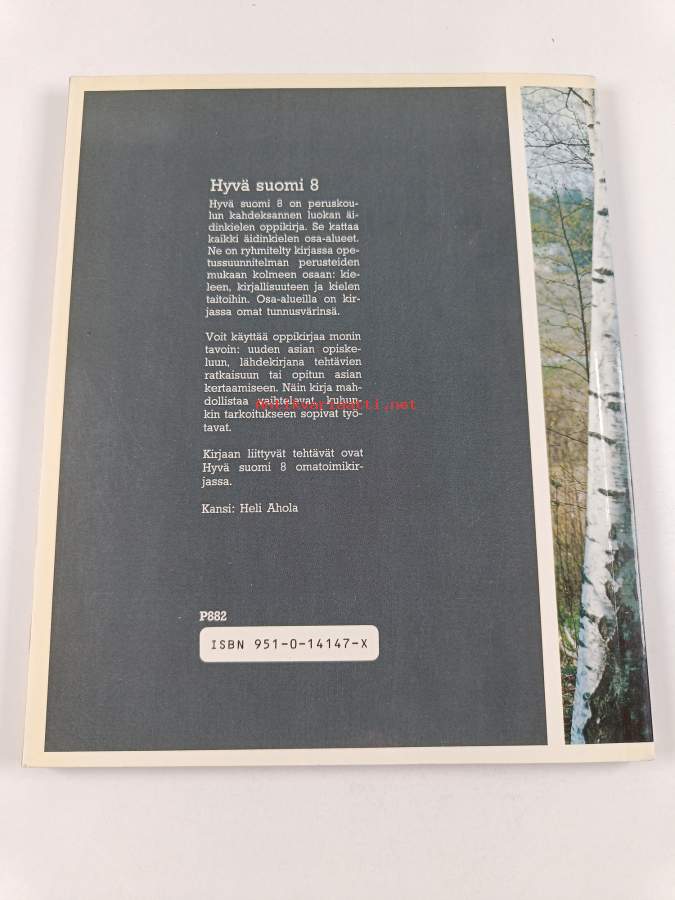 Hyvä suomi 8
Hyvä suomi 8 on peruskou-
lun kahdeksannen luokan äi-
dinkielen oppikirja. Se kattaa
kaikki äidinkielen osa-alueet.
Ne on ryhmitelty kirjassa ope-
tussuunnitelman perusteiden
mukaan kolmeen osaan: kie-
leen, kirjallisuuteen ja kielen
taitoihin. Osa-alueilla on kir-
jassa omat tunnusvärinsä.
Voit käyttää oppikirjaa monin
tavoin: uuden asian opiske-
luun, lähdekirjana tehtävien
ratkaisuun tai opitun asian
kertaamiseen. Näin kirja mah-
dollistaa vaihtelevat, kuhun-
Antikvariaatti.net
kin tarkoitukseen sopivat työ-
tavat.
Kirjaan liittyvät tehtävät ovat
Hyvä suomi 8 omatoimikir-
jassa.
Kansi: Heli Ahola
P882
ISBN 951-0-14147-X